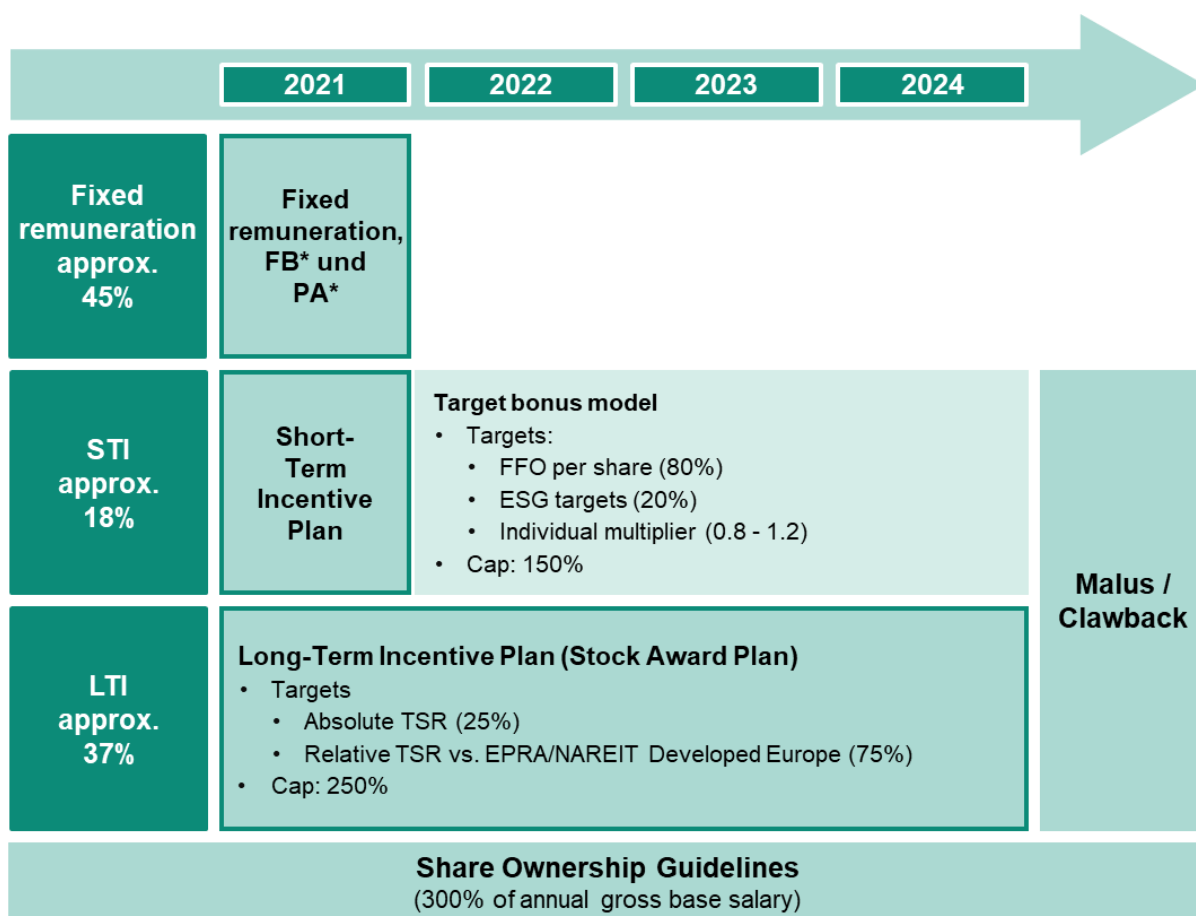 2021
2022
2023
2024
Fixed
remuneration
approx.
45%
Fixed
remuneration,
FB* und
PA*
STI
approx.
18%
Short-
Term
Incentive
Plan
Target bonus model
• Targets:
• FFO per share (80%)
• ESG targets (20%)
• Individual multiplier (0.8 - 1.2)
• Cap: 150%
Malus /
Clawback
LTI
approx.
37%
Long-Term Incentive Plan (Stock Award Plan)
• Targets
• Absolute TSR (25%)
• Relative TSR vs. EPRA/NAREIT Developed Europe (75%)
• Cap: 250%
Share Ownership Guidelines
(300% of annual gross base salary)